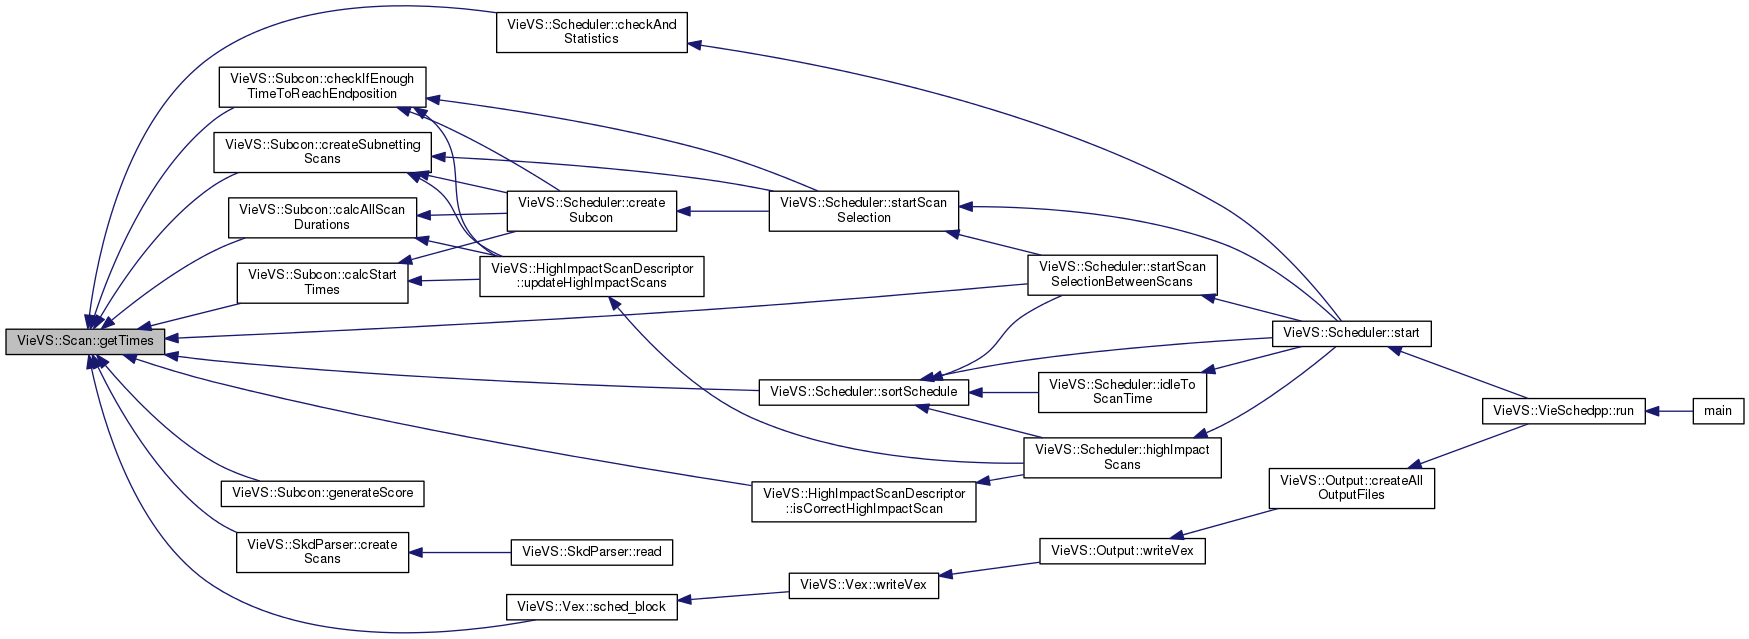 VieVS::Scheduler::checkAnd
Statistics
VieVS::Subcon::checkIfEnough
TimeToReachEndposition
VieVS::Subcon::createSubnetting
Scans
VieVS::Subcon::calcAllScan
Durations
VieVS::Scheduler::create
Subcon
VieVS::Scheduler::startScan
Selection
VieVS::Subcon::calcStart
Times
VieVS::HighImpactScanDescriptor
::updateHighImpactScans
VieVS::Scheduler::startScan
SelectionBetweenScans
VieVS::Scan::getTimes
VieVS::Scheduler::start
VieVS::Scheduler::sortSchedule
VieVS::Scheduler::idleTo
ScanTime
VieVS::VieSchedpp::run
main
VieVS::Scheduler::highImpact
Scans
VieVS::Subcon::generateScore
VieVS::HighImpactScanDescriptor
::isCorrectHighImpactScan
VieVS::Output::createAll
OutputFiles
VieVS::SkdParser::create
Scans
VieVS::SkdParser::read
VieVS::Output::writeVex
VieVS::Vex::writeVex
VieVS::Vex::sched_block